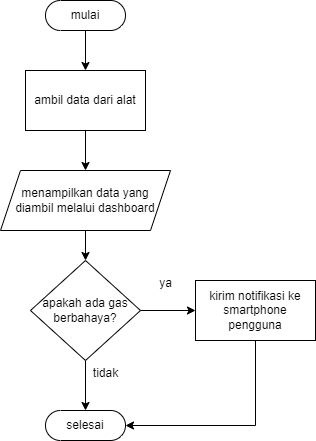 mulai
ambil data dari alat
menampilkan data yang
diambil melalui dashboard
apakah ada gas
berbahaya?
ya
kirim notifikasi ke
smartphone
pengguna
tidak
selesai